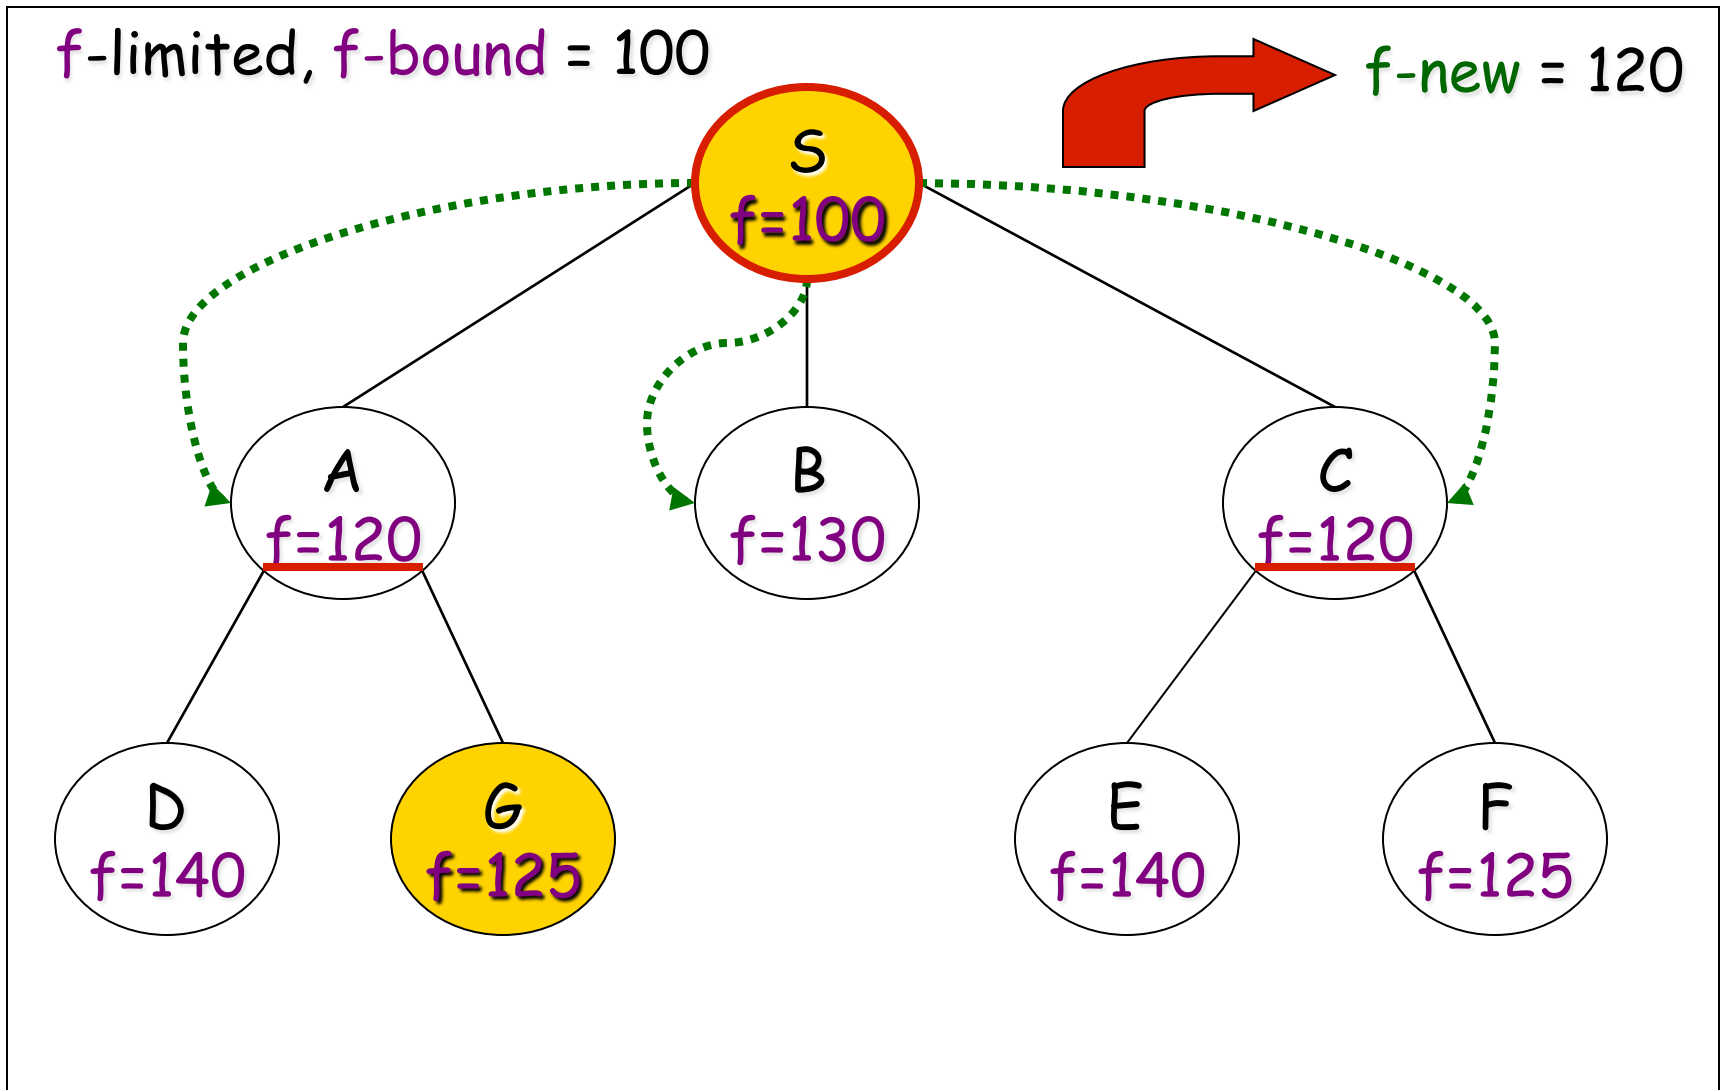 f-limited, f-bound = 100
f-new = 120
S
f=100
A
f=120
B
f=130
C
f=120
D
f=140
G
f=125
E
f=140
F
f=125